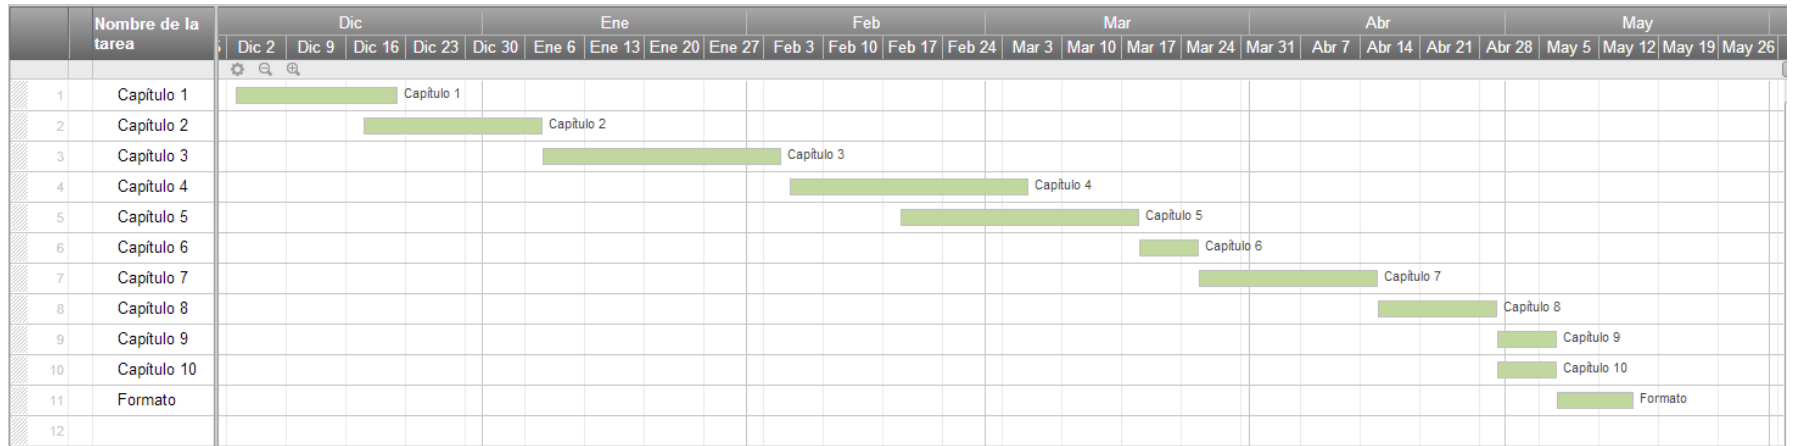 Nombre de la
tarea
Dic Ene Feb Mar Abr May
Dic 2 Dic 9 Dic 16 Dic 23 Dic 30 Ene 6 Ene 13 Ene 20 Ene 27 Feb 3 Feb 10 Feb 17 Feb 24 Mar 3 Mar 10 Mar 17 Mar 24 Mar 31 Abr 7 Abr 14 Abr 21 Abr 28 May 5 May 12 May 19 May 26
1 Capítulo 1 Capítulo 1
2 Capítulo 2 Capítulo 2
3 Capítulo 3 Capítulo 3
4 Capítulo 4 Capítulo 4
5 Capítulo 5 Capítulo 5
6 Capítulo 6 Capítulo 6
7 Capítulo 7 Capítulo 7
8 Capítulo 8 Capítulo 8
9 Capítulo 9 Capítulo 9
10 Capítulo 10 Capítulo 10
11 Formato Formato
12